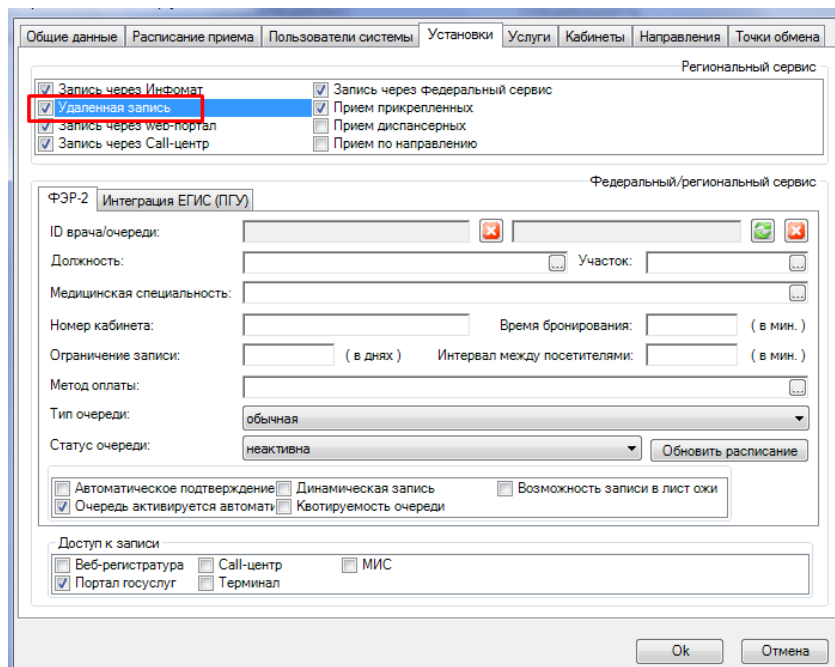 Общие данные Расписание приема Пользователи системы Установки Услуги Кабинеты Направления Точки обмена
Региональный сервис
Запись через Инфомат Запись через федеральный сервис
Удаленная запись Прием прикрепленных
Запись через web-портал Прием диспансерных
Запись через Call-центр Прием по направлению
Федеральный/региональный сервис
ФЭР-2 Интеграция ЕГИС (ПГУ)
ID врача/очереди:
Должность: ... Участок: ...
Медицинская специальность: ...
Номер кабинета: Время бронирования: ( в мин. )
Ограничение записи: ( в днях ) Интервал между посетителями: ( в мин. )
Метод оплаты: ...
Тип очереди: обычная
Статус очереди: неактивна Обновить расписание
Автоматическое подтверждение Динамическая запись Возможность записи в лист ожи
Очередь активируется автомати Квотируемость очереди
Доступ к записи
Веб-регистратура Call-центр МИС
Портал госуслуг Терминал
Ok Отмена